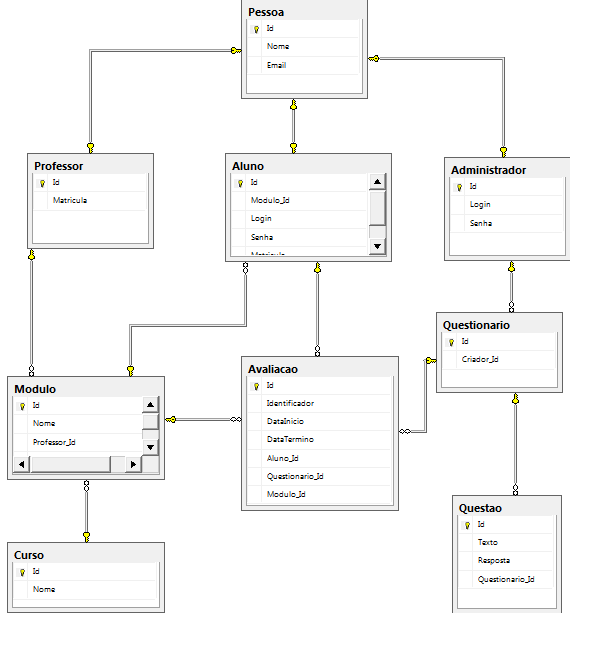 Pessoa
Id
Nome
Email
Professor
Id
Matricula
Aluno
Id
Modulo_Id
Login
Senha
Matricula
Administrador
Id
Login
Senha
Questionario
Id
Criador_Id
Avaliacao
Id
Identificador
DataInicio
DataTermino
Aluno_Id
Questionario_Id
Modulo_Id
Modulo
Id
Nome
Professor_Id
Questao
Id
Texto
Resposta
Questionario_Id
Curso
Id
Nome